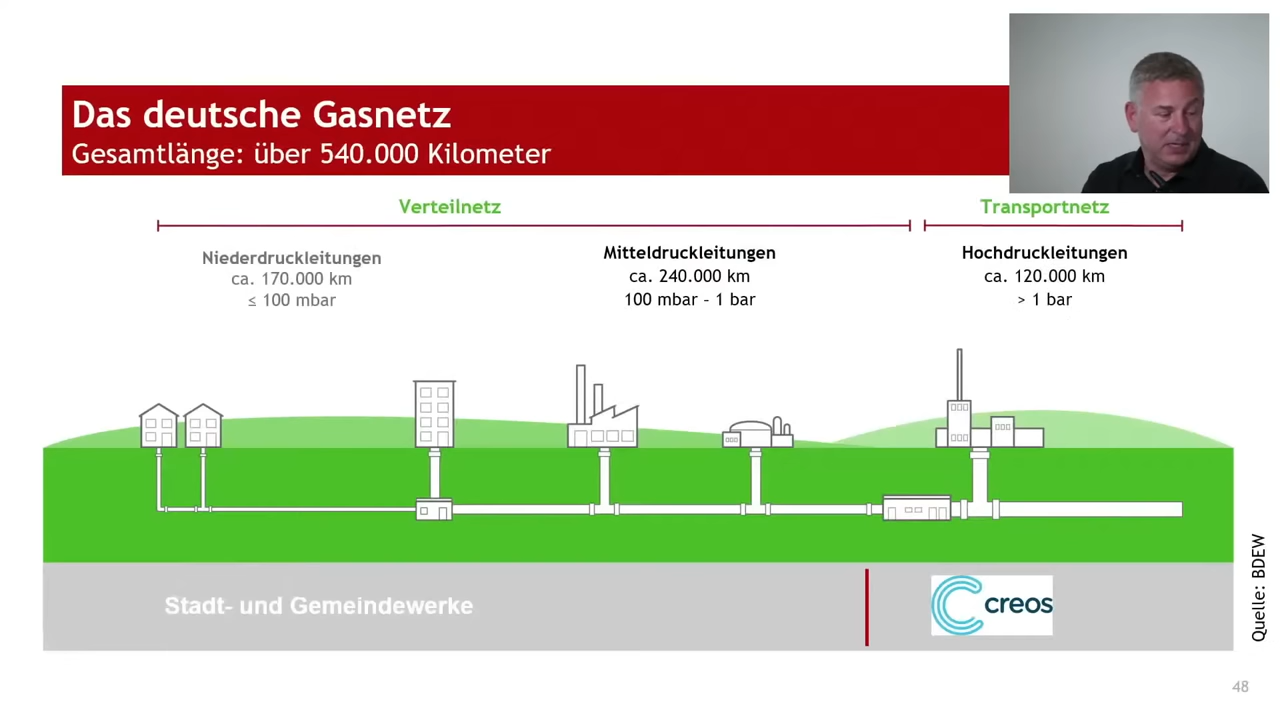 Das deutsche Gasnetz
Gesamtlänge: über 540.000 Kilometer
Verteilnetz
Transportnetz
Niederdruckleitungen
ca. 170.000 km
≤ 100 mbar
Mitteldruckleitungen
ca. 240.000 km
100 mbar - 1 bar
Hochdruckleitungen
ca. 120.000 km
> 1 bar
Stadt- und Gemeindewerke
creos
Quelle: BDEW
48